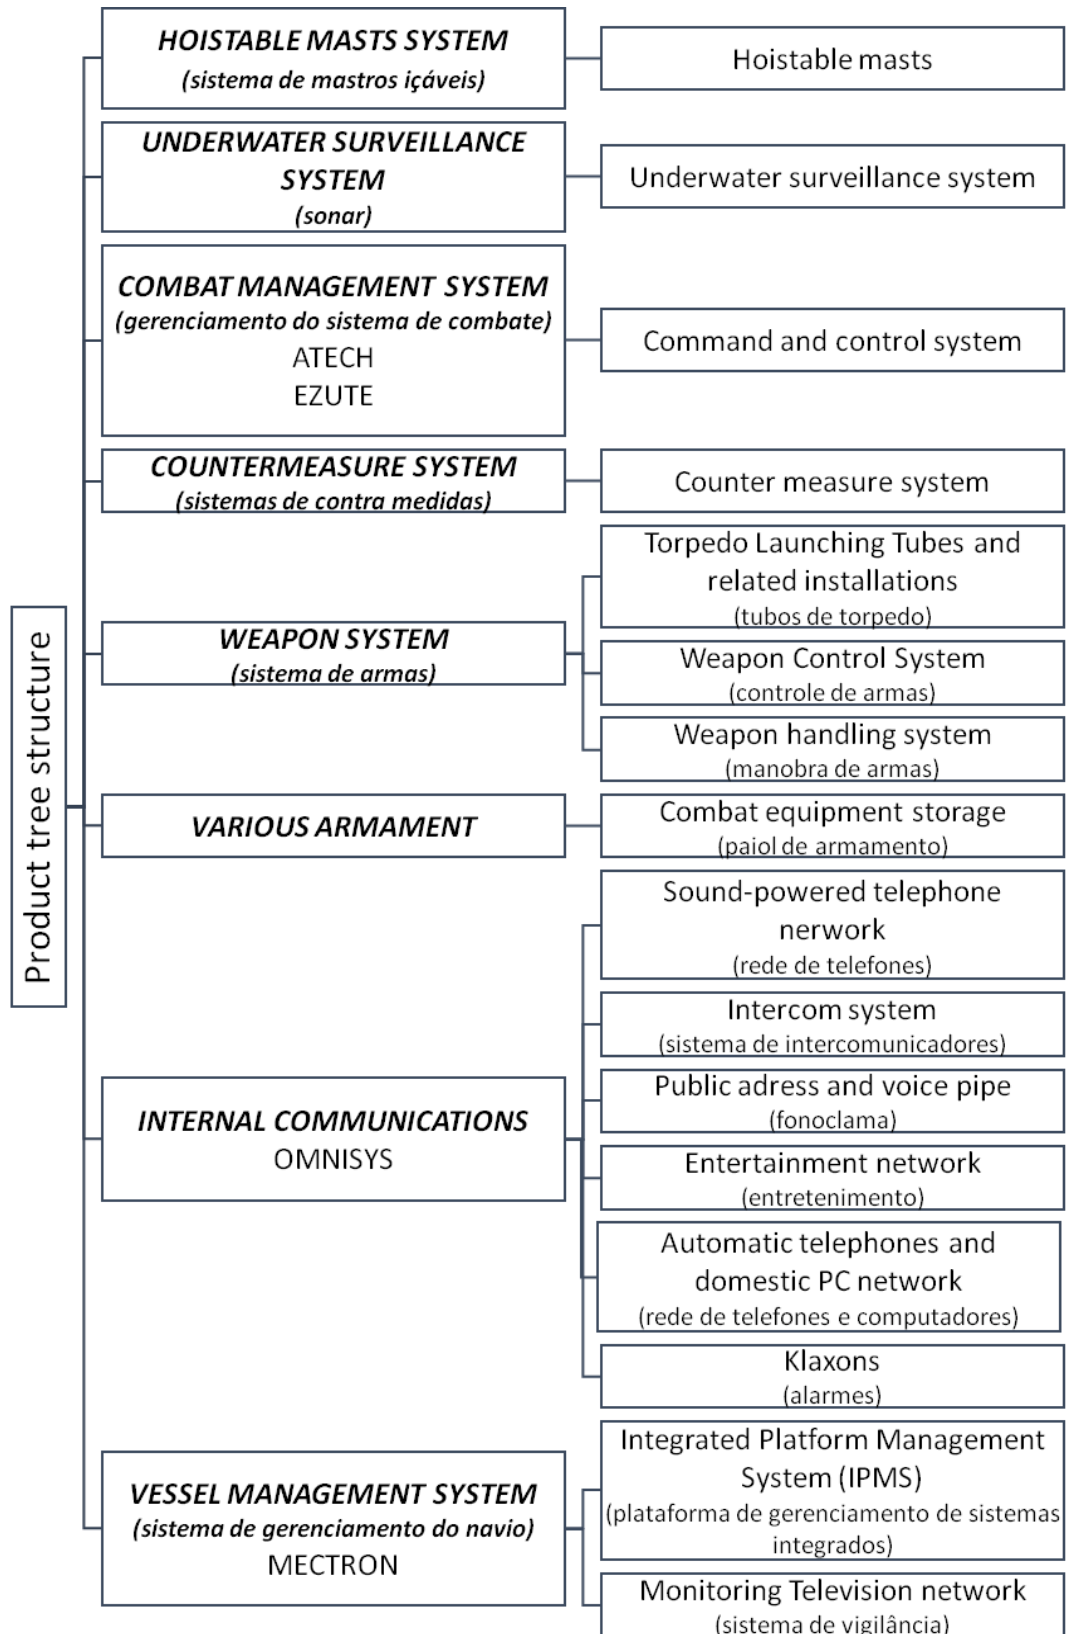 Product tree structure
HOISTABLE MASTS SYSTEM
(sistema de mastros içáveis)
Hoistable masts
UNDERWATER SURVEILLANCE
SYSTEM
(sonar)
Underwater surveillance system
COMBAT MANAGEMENT SYSTEM
(gerenciamento do sistema de combate)
ATECH
EZUTE
Command and control system
COUNTERMEASURE SYSTEM
(sistemas de contra medidas)
Counter measure system
WEAPON SYSTEM
(sistema de armas)
Torpedo Launching Tubes and
related installations
(tubos de torpedo)
Weapon Control System
(controle de armas)
Weapon handling system
(manobra de armas)
VARIOUS ARMAMENT
Combat equipment storage
(paiol de armamento)
INTERNAL COMMUNICATIONS
OMNISYS
Sound-powered telephone
nerwork
(rede de telefones)
Intercom system
(sistema de intercomunicadores)
Public adress and voice pipe
(fonoclama)
Entertainment network
(entretenimento)
Automatic telephones and
domestic PC network
(rede de telefones e computadores)
Klaxons
(alarmes)
VESSEL MANAGEMENT SYSTEM
(sistema de gerenciamento do navio)
MECTRON
Integrated Platform Management
System (IPMS)
(plataforma de gerenciamento de sistemas
integrados)
Monitoring Television network
(sistema de vigilância)